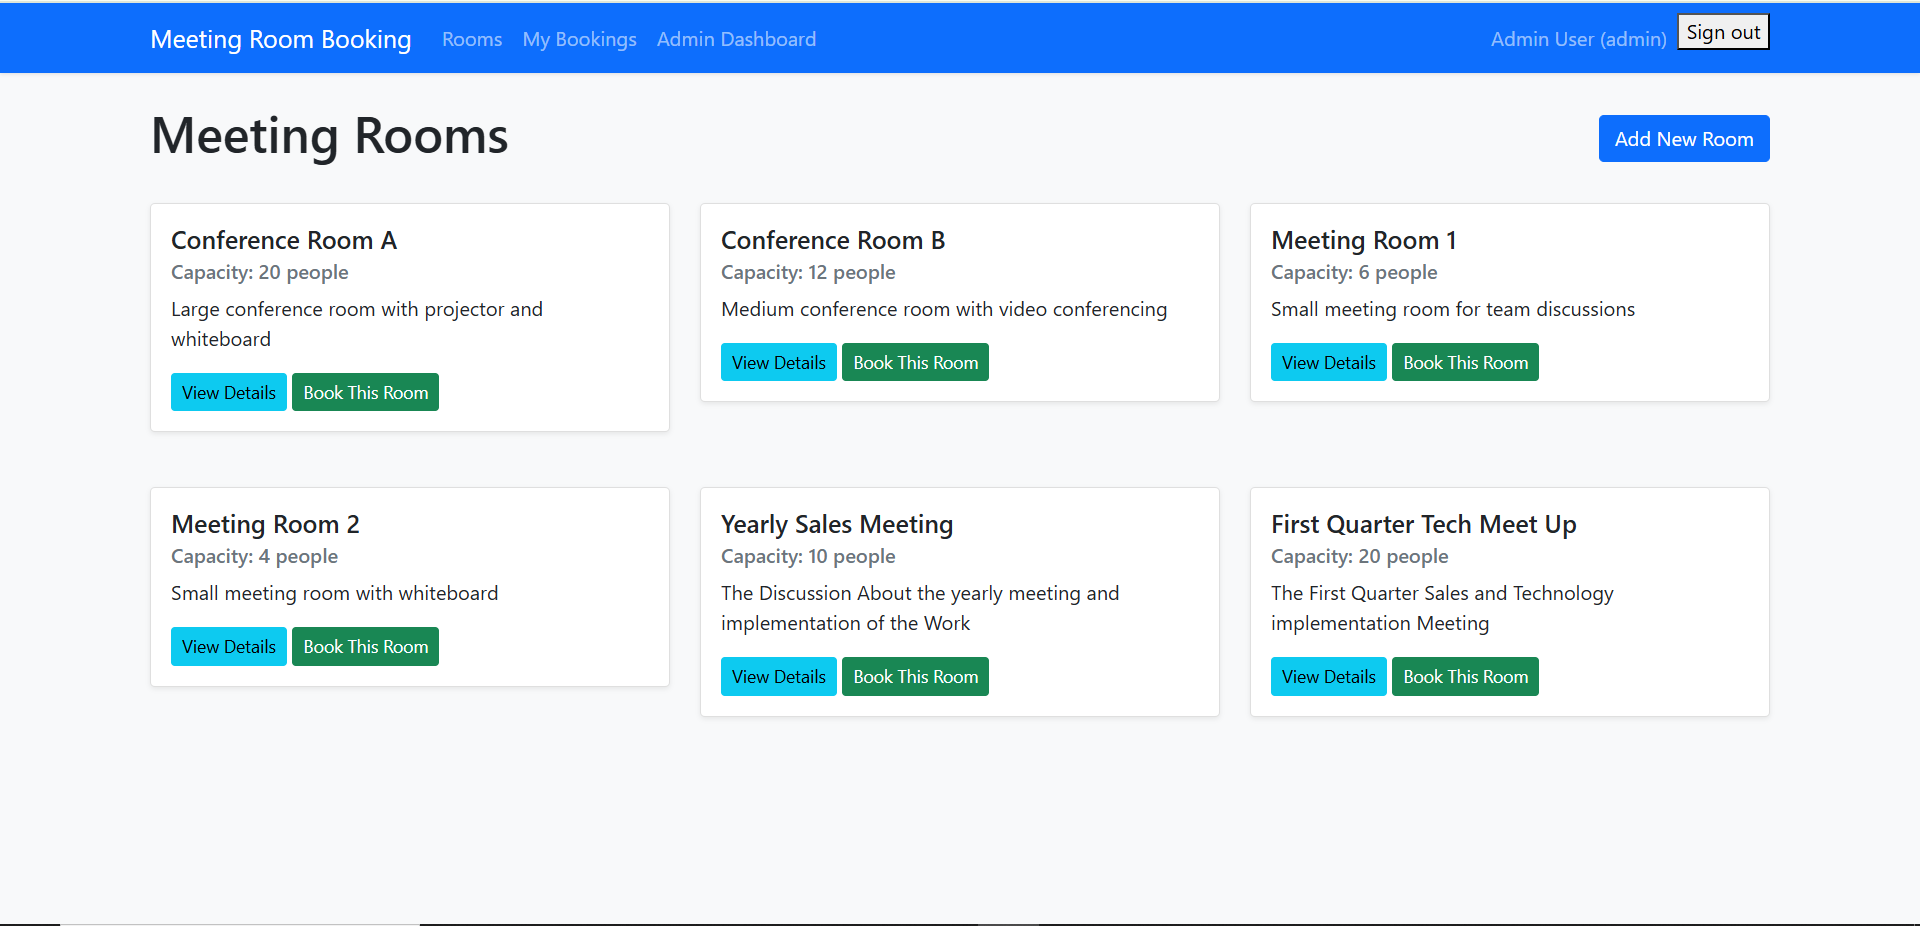 Meeting Room Booking Rooms My Bookings Admin Dashboard Admin User (admin) Sign out
Meeting Rooms
Add New Room
Conference Room A
Capacity: 20 people
Large conference room with projector and
whiteboard
View Details Book This Room
Conference Room B
Capacity: 12 people
Medium conference room with video conferencing
View Details Book This Room
Meeting Room 1
Capacity: 6 people
Small meeting room for team discussions
View Details Book This Room
Meeting Room 2
Capacity: 4 people
Small meeting room with whiteboard
View Details Book This Room
Yearly Sales Meeting
Capacity: 10 people
The Discussion About the yearly meeting and
implementation of the Work
View Details Book This Room
First Quarter Tech Meet Up
Capacity: 20 people
The First Quarter Sales and Technology
implementation Meeting
View Details Book This Room